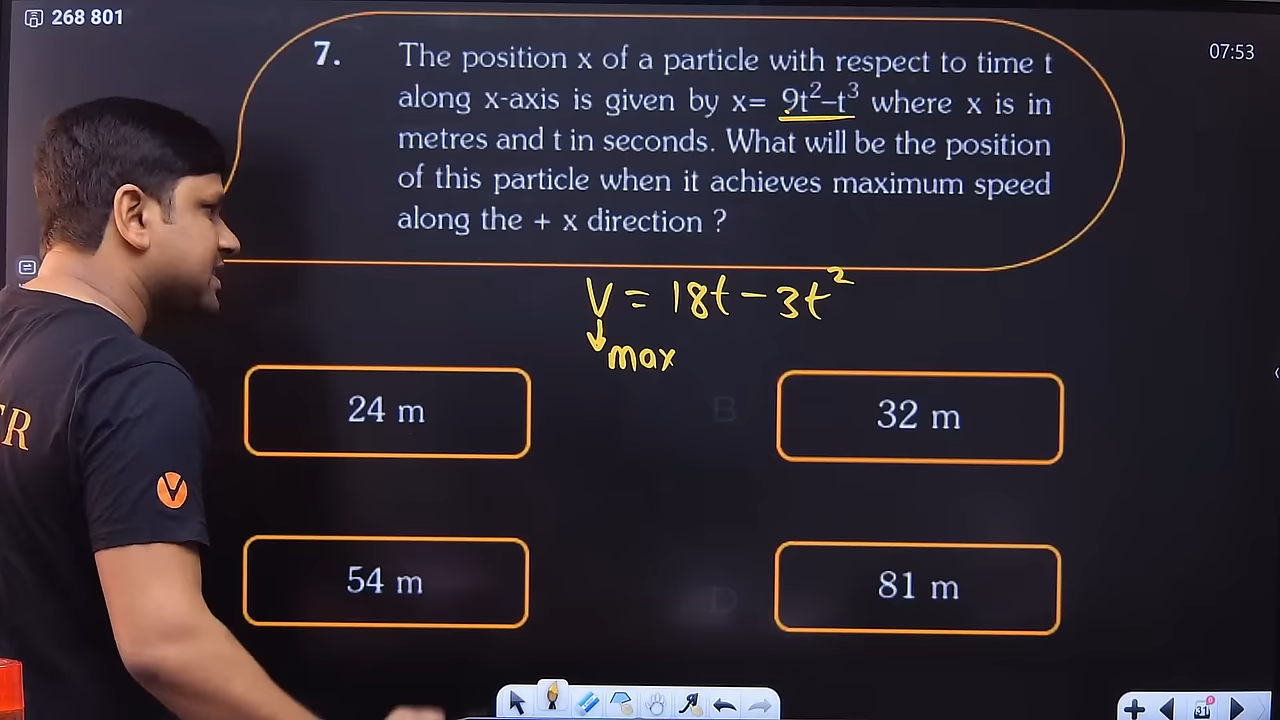 268 801
07:53
7. The position x of a particle with respect to time t
along x-axis is given by x= 9t²–t³ where x is in
metres and t in seconds. What will be the position
of this particle when it achieves maximum speed
along the + x direction ?
V = 18t - 3t²
max
24 m
B
32 m
ER
54 m
D
81 m
31